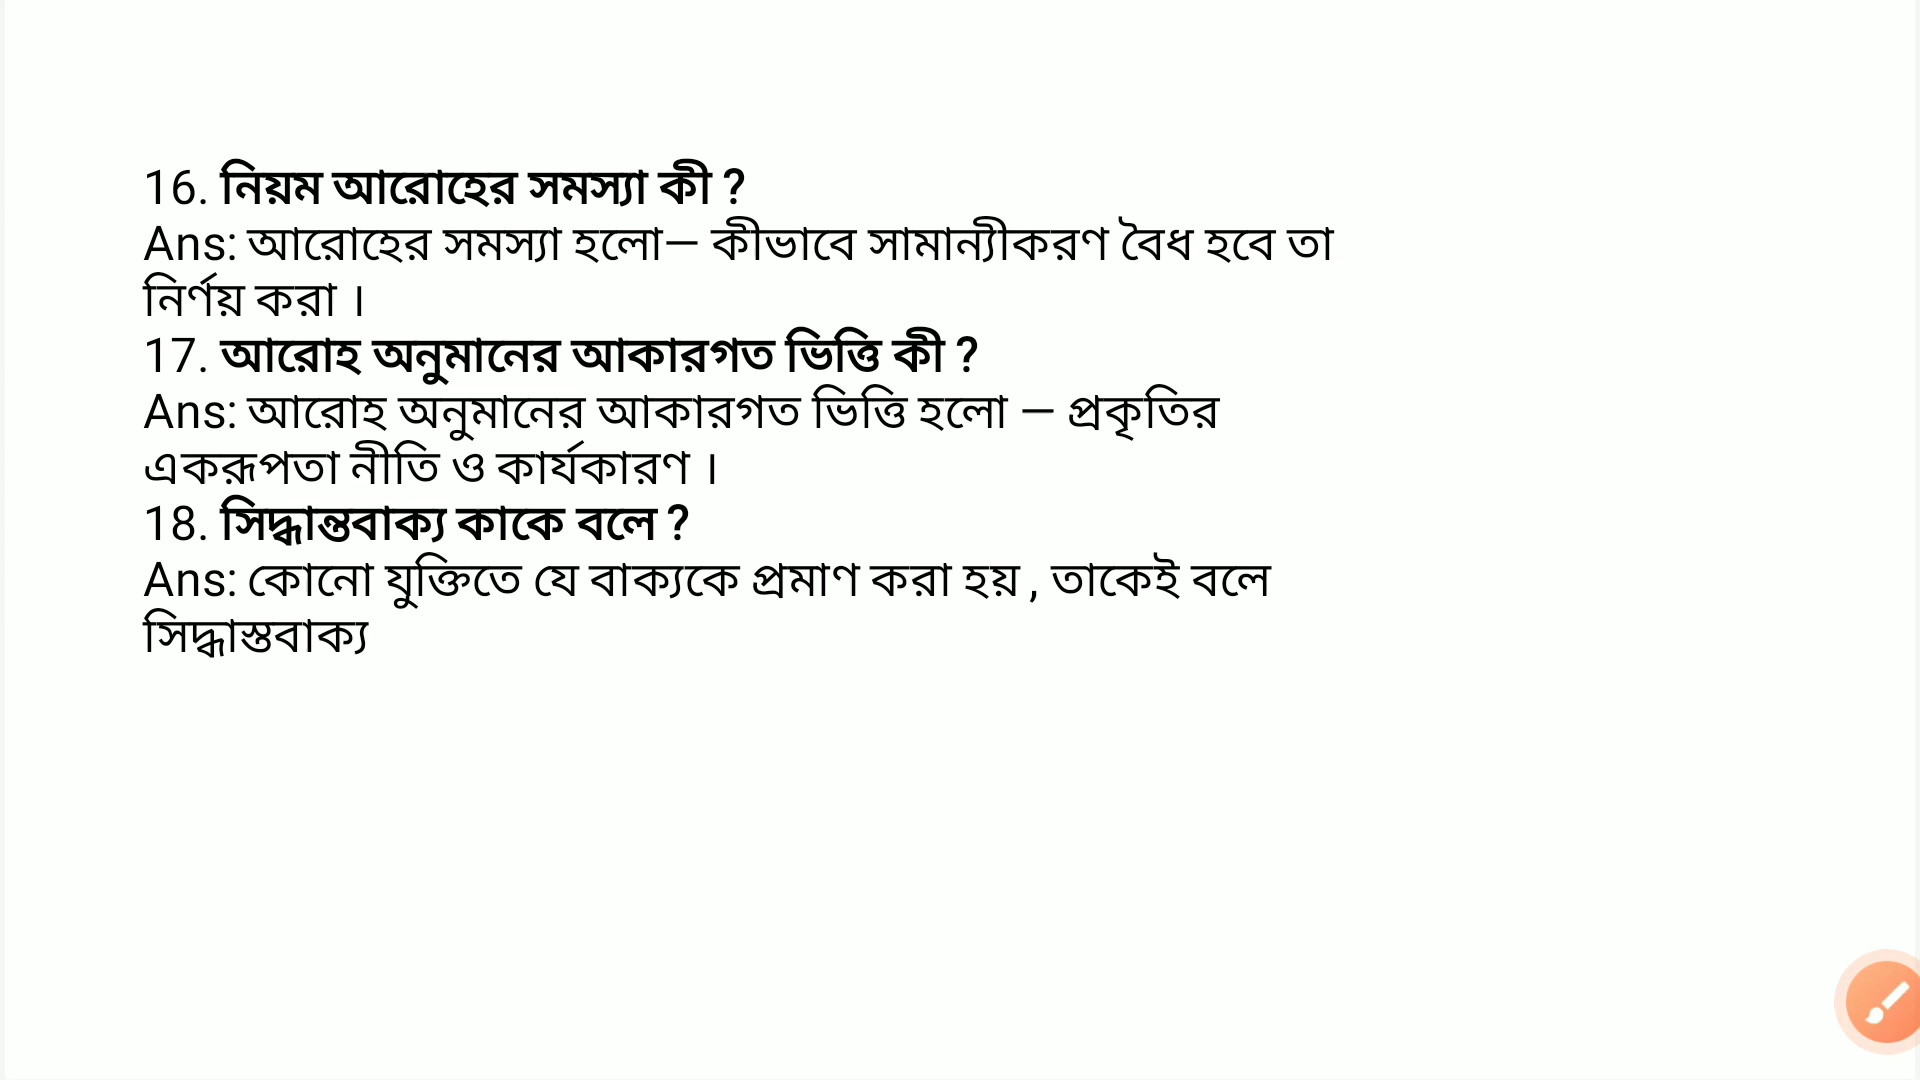 16. নিয়ম আরোহের সমস্যা কী ?
Ans: আরোহের সমস্যা হলো— কীভাবে সামান্যীকরণ বৈধ হবে তা
নির্ণয় করা ।
17. আরোহ অনুমানের আকারগত ভিত্তি কী ?
Ans: আরোহ অনুমানের আকারগত ভিত্তি হলো — প্রকৃতির
একরূপতা নীতি ও কার্যকারণ ।
18. সিদ্ধান্তবাক্য কাকে বলে ?
Ans: কোনো যুক্তিতে যে বাক্যকে প্রমাণ করা হয় , তাকেই বলে
সিদ্ধাস্তবাক্য